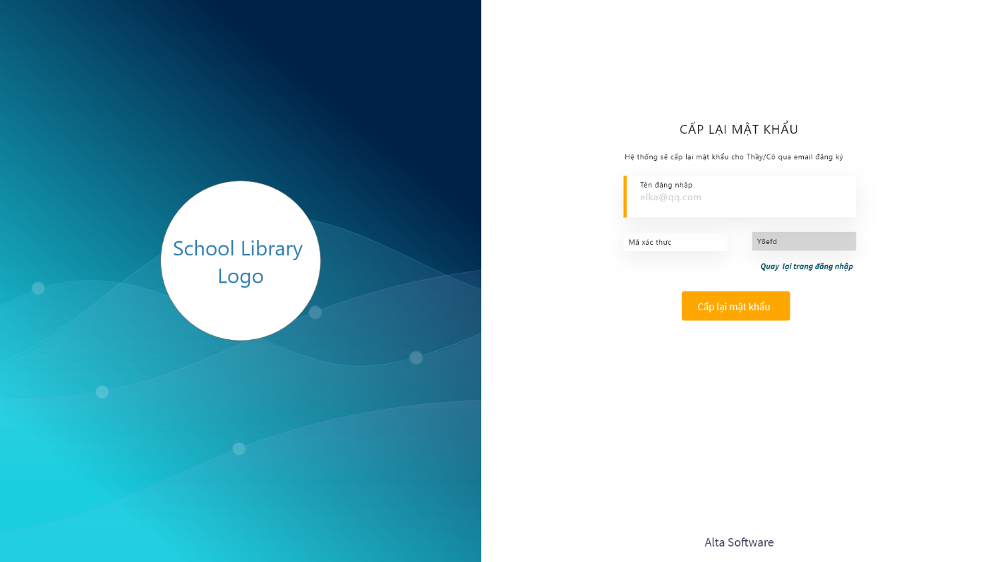 School Library
Logo
CẤP LẠI MẬT KHẨU
Hệ thống sẽ cấp lại mật khẩu cho Thầy/Cô qua email đăng ký
Tên đăng nhập
elka@qq.com
Mã xác thực
Y8efd
Quay lại trang đăng nhập
Cấp lại mật khẩu
Alta Software